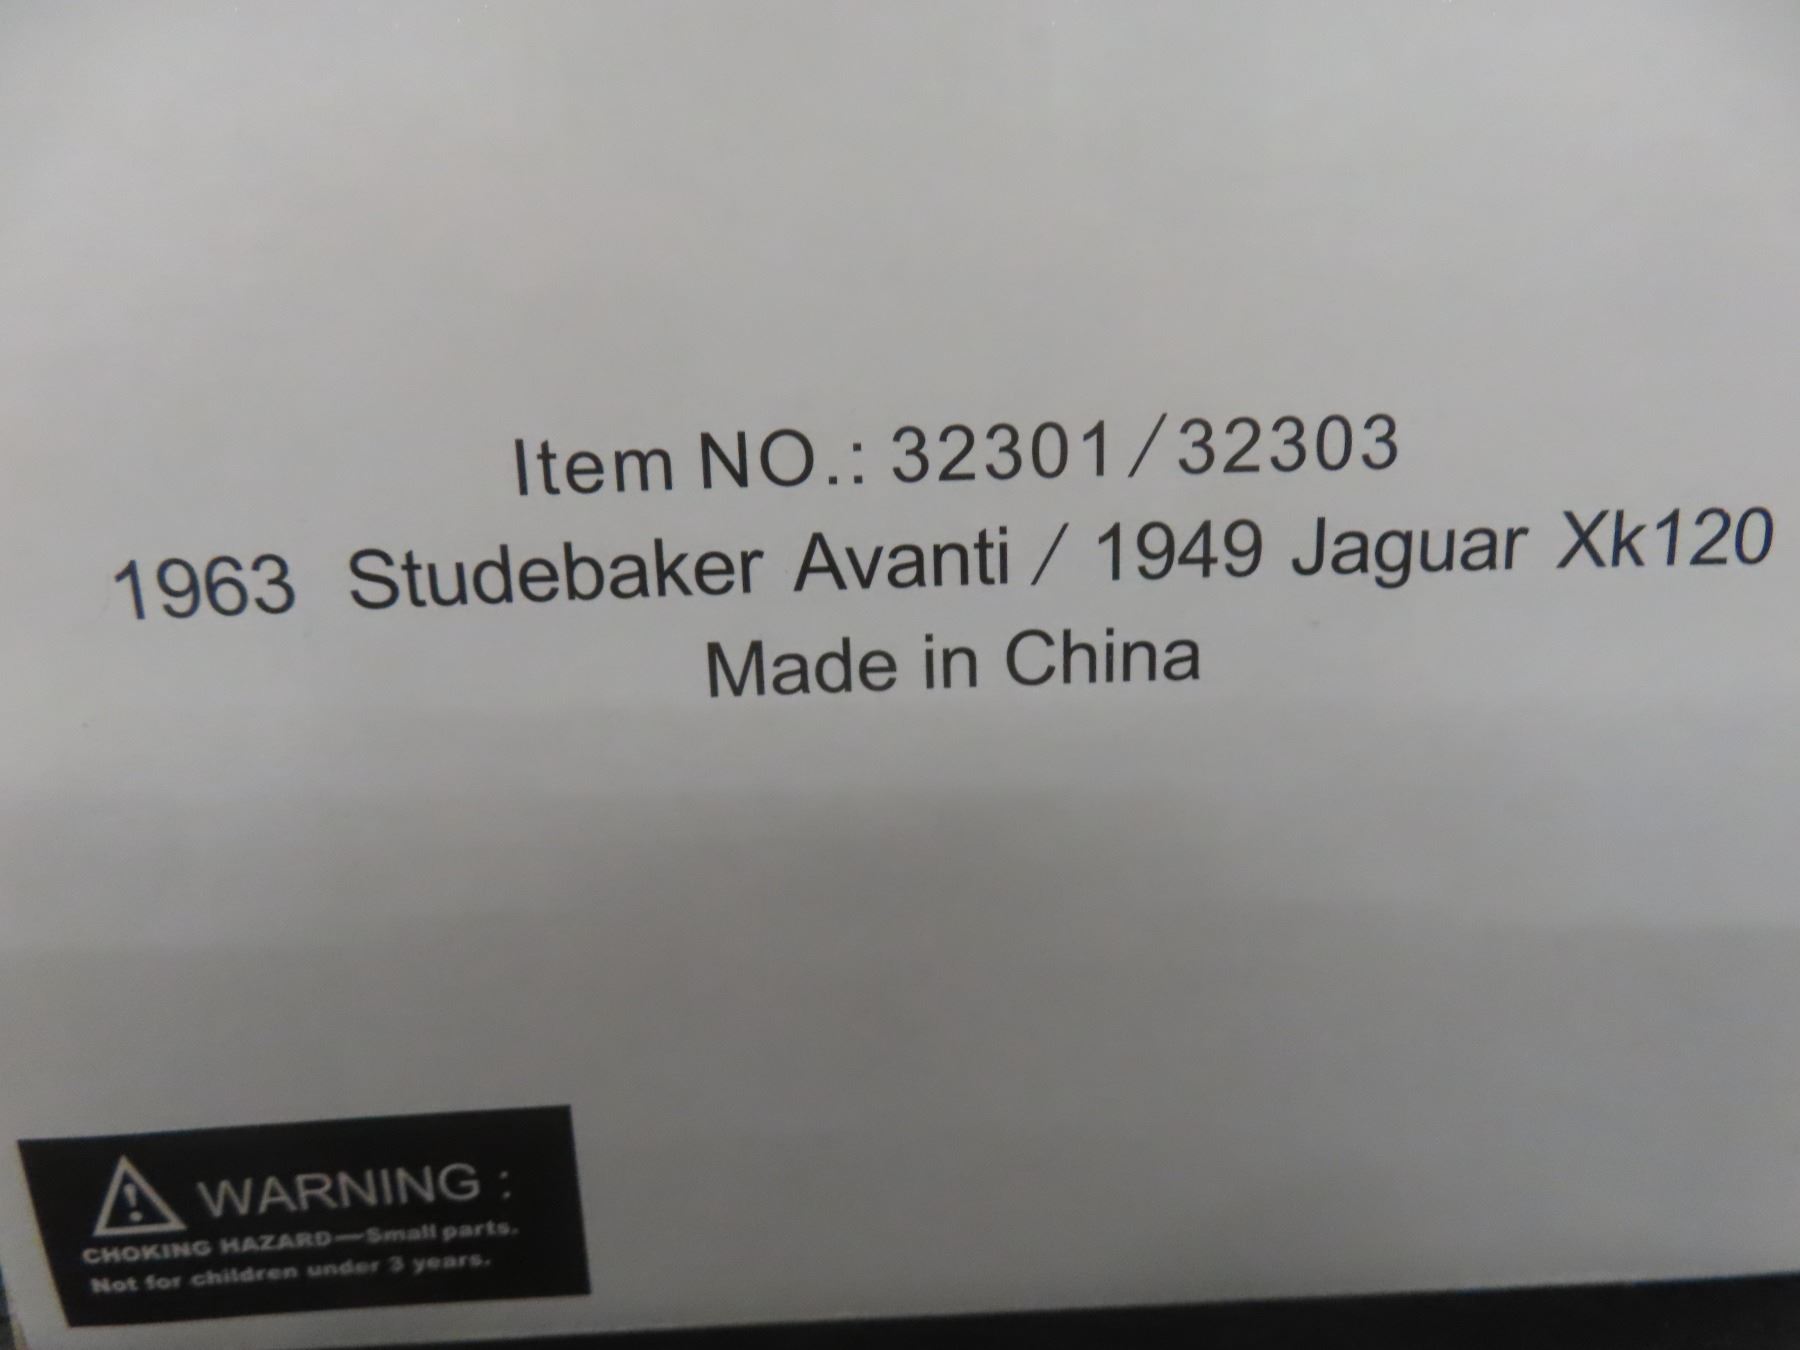 Item NO.: 32301/32303
1963 Studebaker Avanti / 1949 Jaguar Xk120
Made in China
WARNING :
CHOKING HAZARD—Small parts.
Not for children under 3 years.